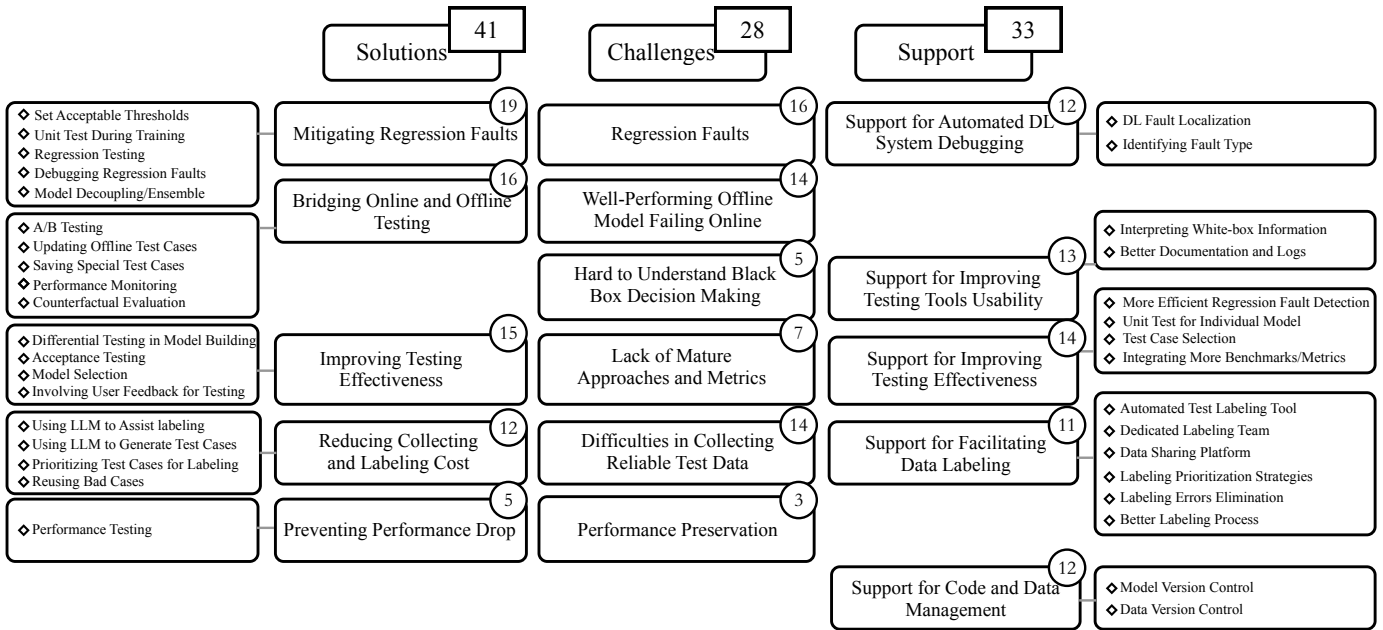 Solutions
41
Challenges
28
Support
33
Set Acceptable Thresholds
Unit Test During Training
Regression Testing
Debugging Regression Faults
Model Decoupling/Ensemble
19
Mitigating Regression Faults
16
Regression Faults
12
Support for Automated DL
System Debugging
DL Fault Localization
Identifying Fault Type
A/B Testing
Updating Offline Test Cases
Saving Special Test Cases
Performance Monitoring
Counterfactual Evaluation
16
Bridging Online and Offline
Testing
14
Well-Performing Offline
Model Failing Online
5
Hard to Understand Black
Box Decision Making
13
Support for Improving
Testing Tools Usability
Interpreting White-box Information
Better Documentation and Logs
Differential Testing in Model Building
Acceptance Testing
Model Selection
Involving User Feedback for Testing
15
Improving Testing
Effectiveness
7
Lack of Mature
Approaches and Metrics
14
Support for Improving
Testing Effectiveness
More Efficient Regression Fault Detection
Unit Test for Individual Model
Test Case Selection
Integrating More Benchmarks/Metrics
Using LLM to Assist labeling
Using LLM to Generate Test Cases
Prioritizing Test Cases for Labeling
Reusing Bad Cases
12
Reducing Collecting
and Labeling Cost
14
Difficulties in Collecting
Reliable Test Data
11
Support for Facilitating
Data Labeling
Automated Test Labeling Tool
Dedicated Labeling Team
Data Sharing Platform
Labeling Prioritization Strategies
Labeling Errors Elimination
Better Labeling Process
Performance Testing
5
Preventing Performance Drop
3
Performance Preservation
12
Support for Code and Data
Management
Model Version Control
Data Version Control